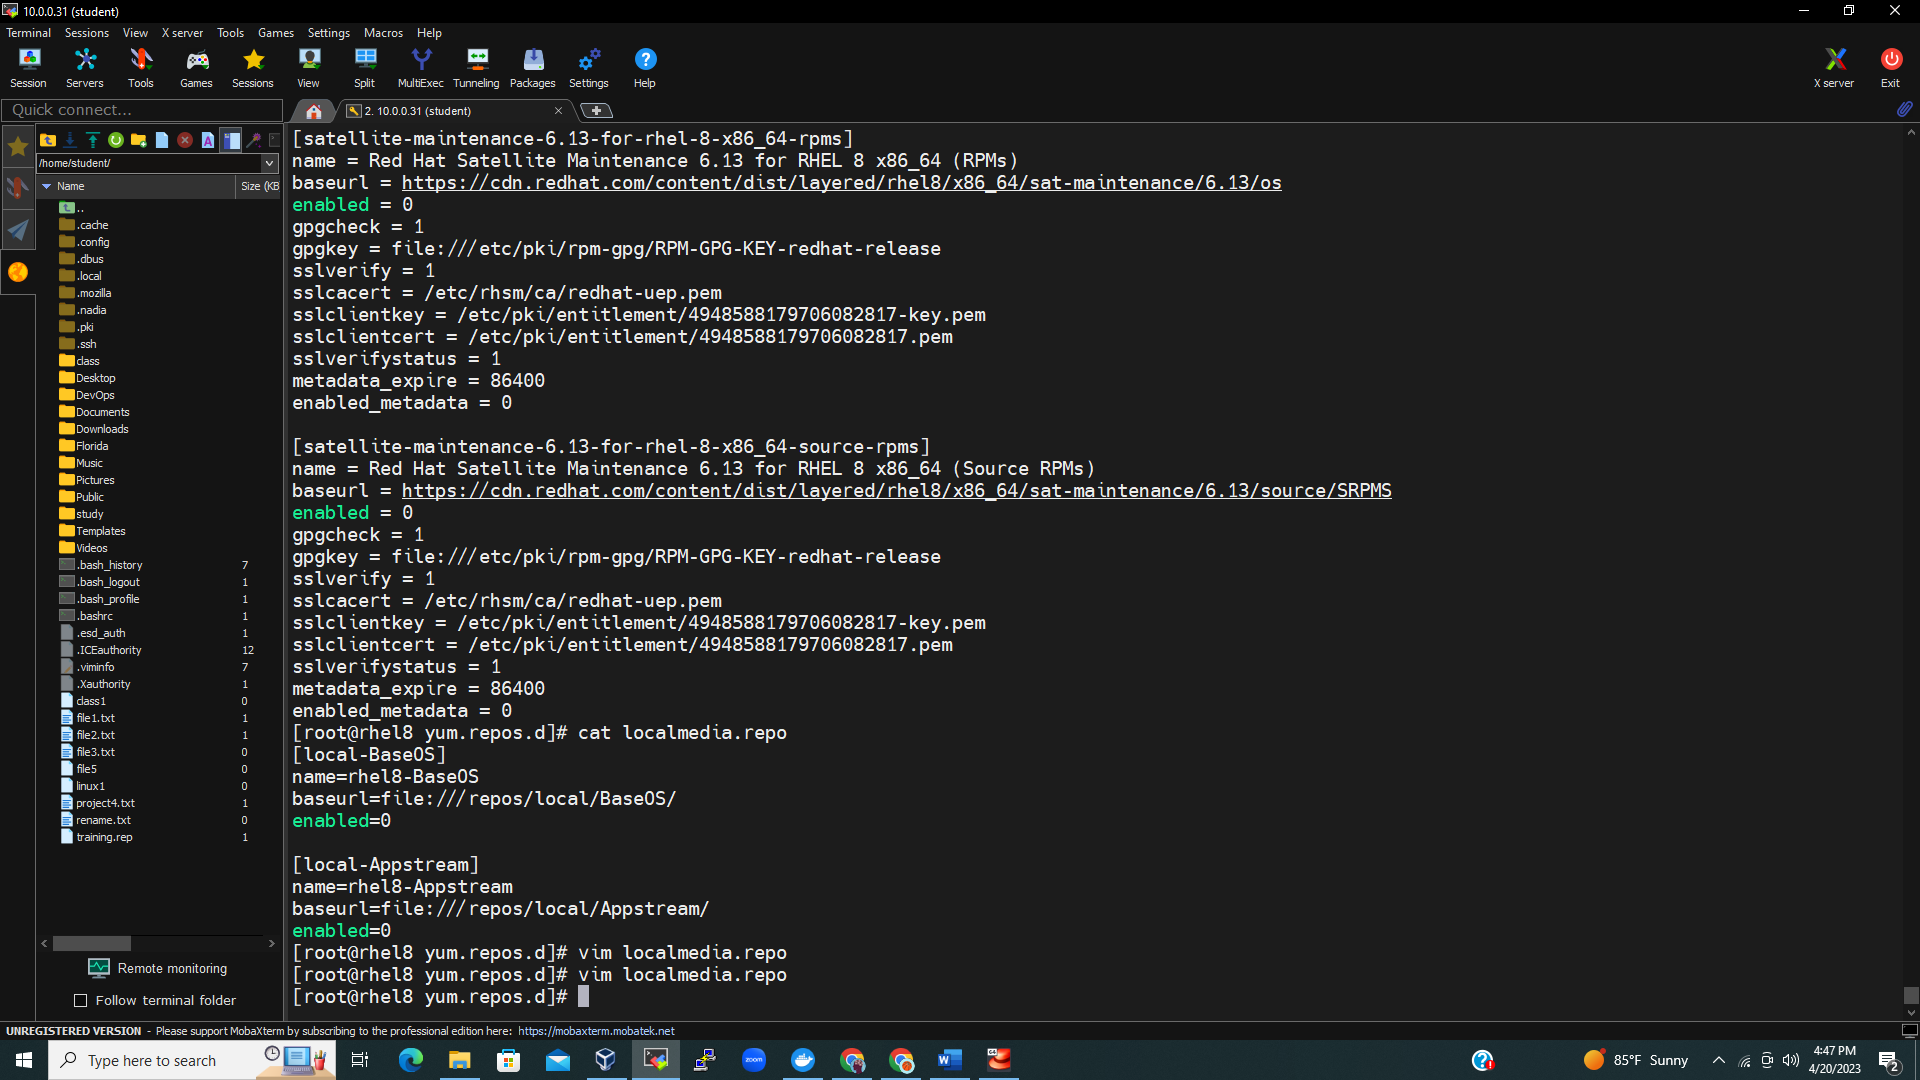 10.0.0.31 (student)
Terminal Sessions View X server Tools Games Settings Macros Help
Session Servers Tools Games Sessions View Split MultiExec Tunneling Packages Settings Help X server Exit
Quick connect...
2. 10.0.0.31 (student)
/home/student/
Name Size (KB
..
.cache
.config
.dbus
.local
.mozilla
.nadia
.pki
.ssh
class
Desktop
DevOps
Documents
Downloads
Florida
Music
Pictures
Public
study
Templates
Videos
.bash_history 7
.bash_logout 1
.bash_profile 1
.bashrc 1
.esd_auth 1
.ICEauthority 12
.viminfo 7
.Xauthority 1
class1 0
file1.txt 1
file2.txt 1
file3.txt 0
file5 0
linux1 0
project4.txt 1
rename.txt 0
training.rep 1
Remote monitoring
Follow terminal folder
[satellite-maintenance-6.13-for-rhel-8-x86_64-rpms]
name = Red Hat Satellite Maintenance 6.13 for RHEL 8 x86_64 (RPMs)
baseurl = https://cdn.redhat.com/content/dist/layered/rhel8/x86_64/sat-maintenance/6.13/os
enabled = 0
gpgcheck = 1
gpgkey = file:///etc/pki/rpm-gpg/RPM-GPG-KEY-redhat-release
sslverify = 1
sslcacert = /etc/rhsm/ca/redhat-uep.pem
sslclientkey = /etc/pki/entitlement/4948588179706082817-key.pem
sslclientcert = /etc/pki/entitlement/4948588179706082817.pem
sslverifystatus = 1
metadata_expire = 86400
enabled_metadata = 0
[satellite-maintenance-6.13-for-rhel-8-x86_64-source-rpms]
name = Red Hat Satellite Maintenance 6.13 for RHEL 8 x86_64 (Source RPMs)
baseurl = https://cdn.redhat.com/content/dist/layered/rhel8/x86_64/sat-maintenance/6.13/source/SRPMS
enabled = 0
gpgcheck = 1
gpgkey = file:///etc/pki/rpm-gpg/RPM-GPG-KEY-redhat-release
sslverify = 1
sslcacert = /etc/rhsm/ca/redhat-uep.pem
sslclientkey = /etc/pki/entitlement/4948588179706082817-key.pem
sslclientcert = /etc/pki/entitlement/4948588179706082817.pem
sslverifystatus = 1
metadata_expire = 86400
enabled_metadata = 0
[root@rhel8 yum.repos.d]# cat localmedia.repo
[local-BaseOS]
name=rhel8-BaseOS
baseurl=file:///repos/local/BaseOS/
enabled=0
[local-Appstream]
name=rhel8-Appstream
baseurl=file:///repos/local/Appstream/
enabled=0
[root@rhel8 yum.repos.d]# vim localmedia.repo
[root@rhel8 yum.repos.d]# vim localmedia.repo
[root@rhel8 yum.repos.d]#
UNREGISTERED VERSION - Please support MobaXterm by subscribing to the professional edition here: https://mobaxterm.mobatek.net
Type here to search
zoom
85°F Sunny
4:47 PM
4/20/2023
2